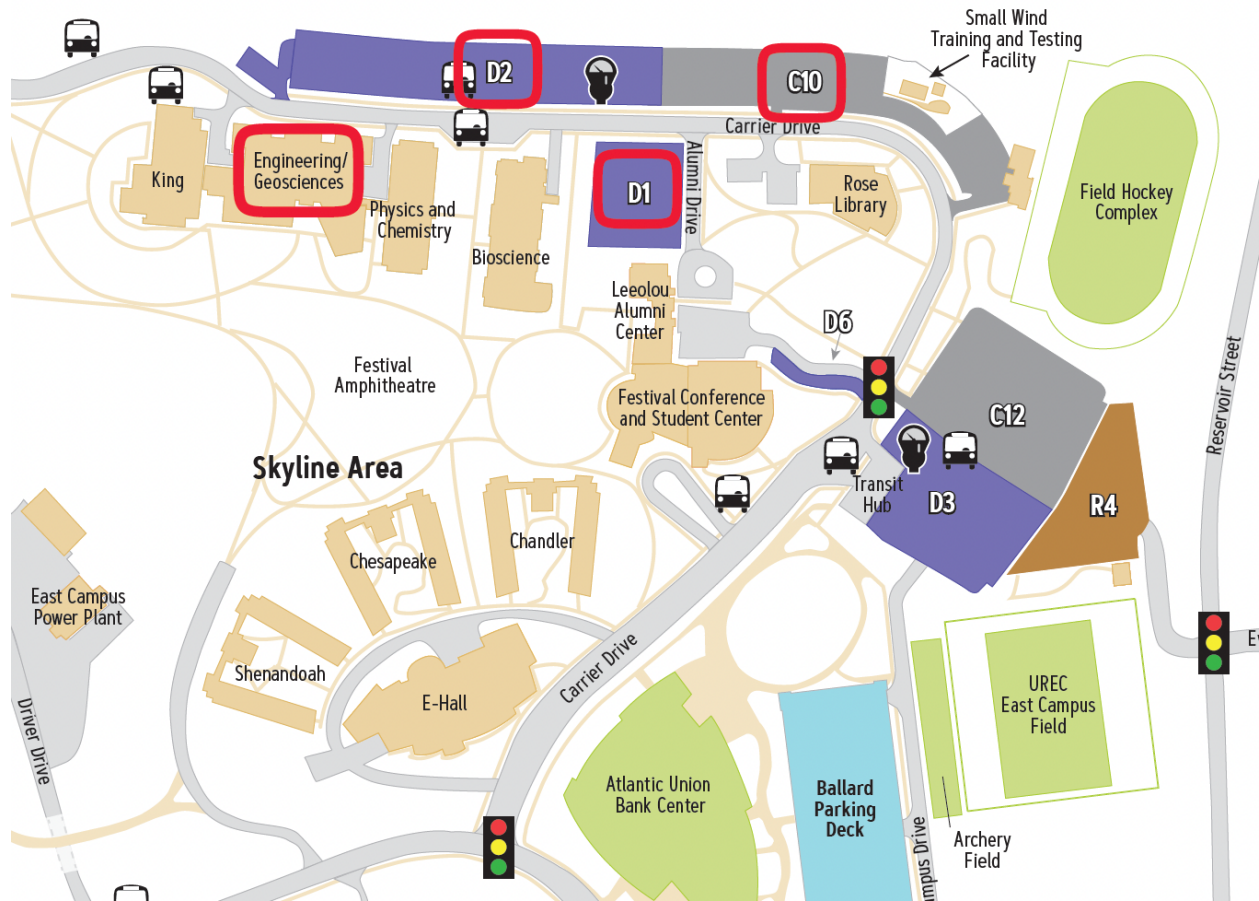 Small Wind
Training and Testing
Facility
D2
C10
Carrier Drive
Engineering/
Geosciences
King
Physics and
Chemistry
Bioscience
D1
Alumni Drive
Rose
Library
Field Hockey
Complex
Leeolou
Alumni
Center
D6
Festival
Amphitheatre
Festival Conference
and Student Center
C12
Reservoir Street
Skyline Area
Transit
Hub
D3
R4
Chandler
Chesapeake
East Campus
Power Plant
Shenandoah
E-Hall
Carrier Drive
UREC
East Campus
Field
Driver Drive
Atlantic Union
Bank Center
Ballard
Parking
Deck
Archery
Field
mpus Drive